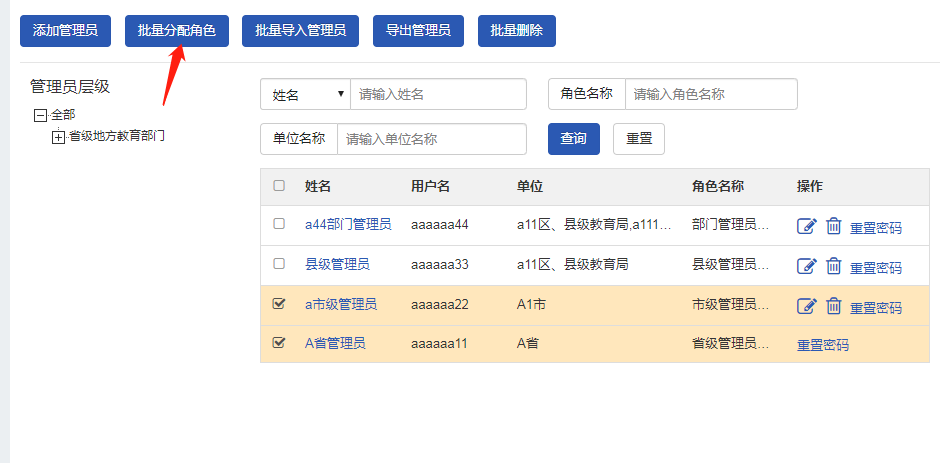 添加管理员 批量分配角色 批量导入管理员 导出管理员 批量删除
管理员层级
全部
省级地方教育部门
姓名 请输入姓名 角色名称 请输入角色名称
单位名称 请输入单位名称 查询 重置
姓名 用户名 单位 角色名称 操作
a44部门管理员 aaaaaa44 a11区、县级教育局,a111... 部门管理员... 重置密码
县级管理员 aaaaaa33 a11区、县级教育局 县级管理员... 重置密码
a市级管理员 aaaaaa22 A1市 市级管理员... 重置密码
A省管理员 aaaaaa11 A省 省级管理员... 重置密码